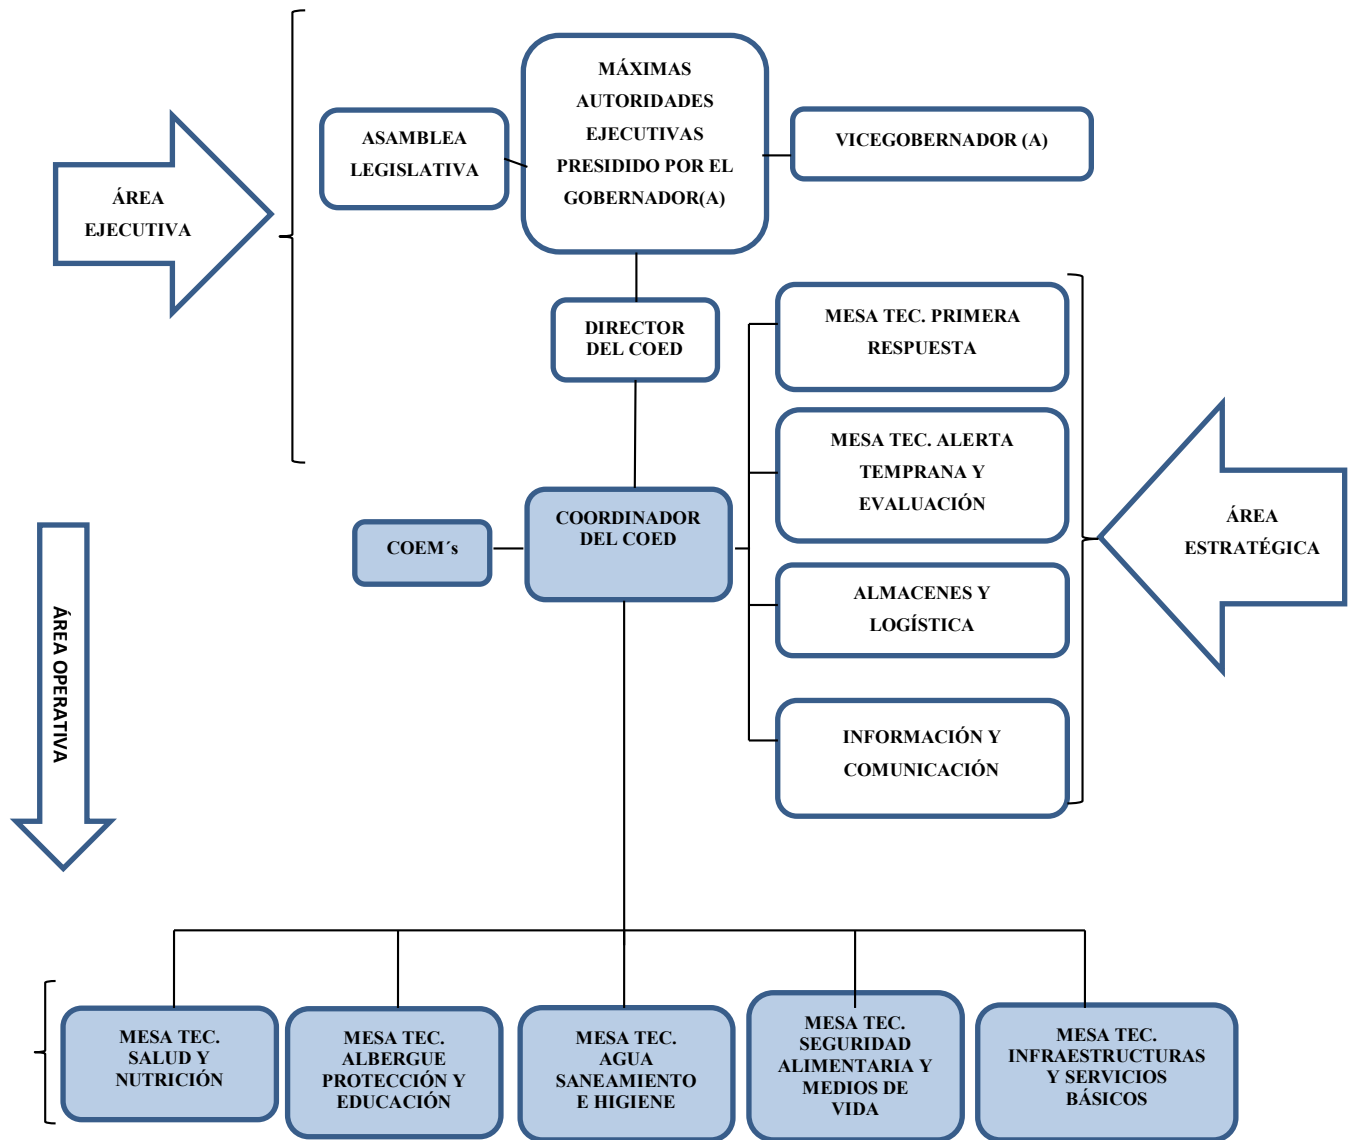 MÁXIMAS
AUTORIDADES
EJECUTIVAS
PRESIDIDO POR EL
GOBERNADOR(A)
ASAMBLEA
LEGISLATIVA
VICEGOBERNADOR (A)
ÁREA
EJECUTIVA
DIRECTOR
DEL COED
MESA TEC. PRIMERA
RESPUESTA
MESA TEC. ALERTA
TEMPRANA Y
EVALUACIÓN
COORDINADOR
DEL COED
COEM´s
ÁREA
ESTRATÉGICA
ALMACENES Y
LOGÍSTICA
ÁREA OPERATIVA
INFORMACIÓN Y
COMUNICACIÓN
MESA TEC.
SALUD Y
NUTRICIÓN
MESA TEC.
ALBERGUE
PROTECCIÓN Y
EDUCACIÓN
MESA TEC.
AGUA
SANEAMIENTO
E HIGIENE
MESA TEC.
SEGURIDAD
ALIMENTARIA Y
MEDIOS DE
VIDA
MESA TEC.
INFRAESTRUCTURAS
Y SERVICIOS
BÁSICOS